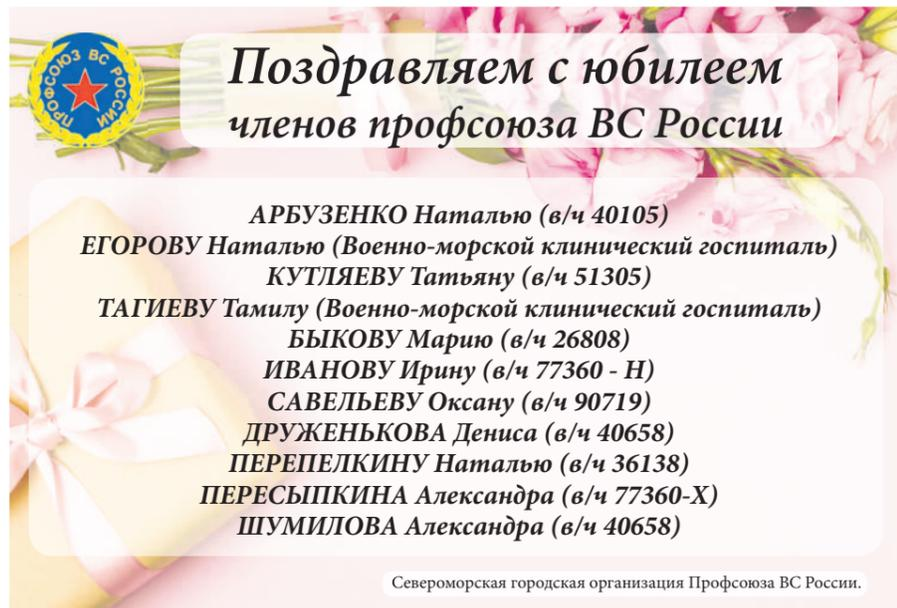 ПРОФСОЮЗ ВС РОССИИ
Поздравляем с юбилеем
членов профсоюза ВС России
АРБУЗЕНКО Наталью (в/ч 40105)
ЕГОРОВУ Наталью (Военно-морской клинический госпиталь)
КУТЛЯЕВУ Татьяну (в/ч 51305)
ТАГИЕВУ Тамилу (Военно-морской клинический госпиталь)
БЫКОВУ Марию (в/ч 26808)
ИВАНОВУ Ирину (в/ч 77360 - Н)
САВЕЛЬЕВУ Оксану (в/ч 90719)
ДРУЖЕНЬКОВА Дениса (в/ч 40658)
ПЕРЕПЕЛКИНУ Наталью (в/ч 36138)
ПЕРЕСЫПКИНА Александра (в/ч 77360-Х)
ШУМИЛОВА Александра (в/ч 40658)
Североморская городская организация Профсоюза ВС России.